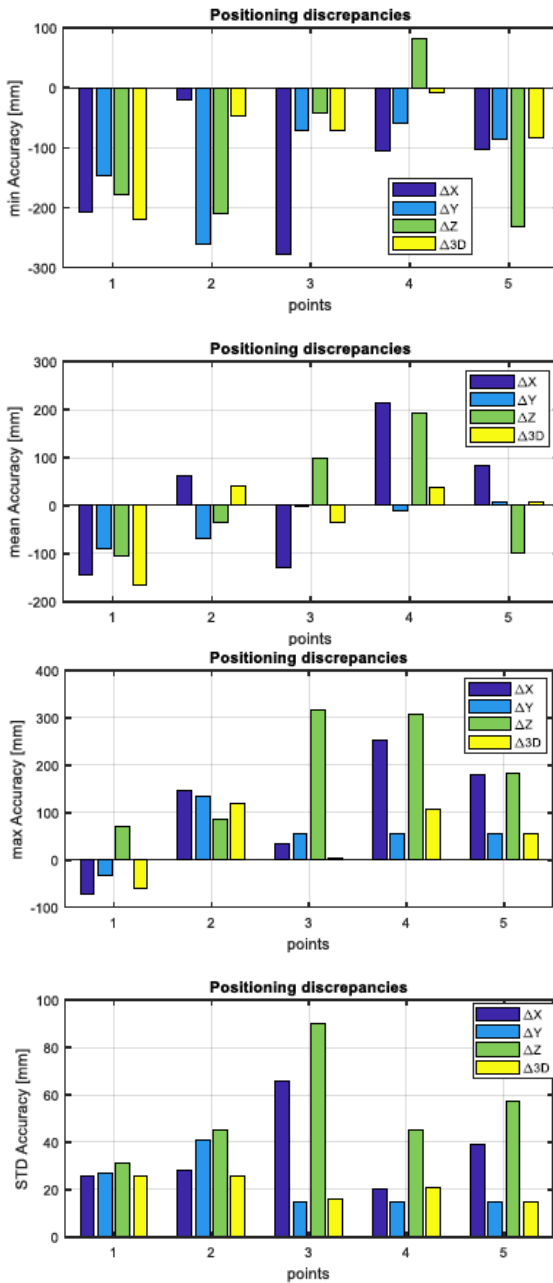 Positioning discrepancies
100
0
-100
-200
-300
min Accuracy [mm]
ΔX
ΔY
ΔZ
Δ3D
1 2 3 4 5
points
Positioning discrepancies
300
200
100
0
-100
-200
mean Accuracy [mm]
ΔX
ΔY
ΔZ
Δ3D
1 2 3 4 5
points
Positioning discrepancies
400
300
200
100
0
-100
max Accuracy [mm]
ΔX
ΔY
ΔZ
Δ3D
1 2 3 4 5
points
Positioning discrepancies
100
80
60
40
20
0
STD Accuracy [mm]
ΔX
ΔY
ΔZ
Δ3D
1 2 3 4 5
points